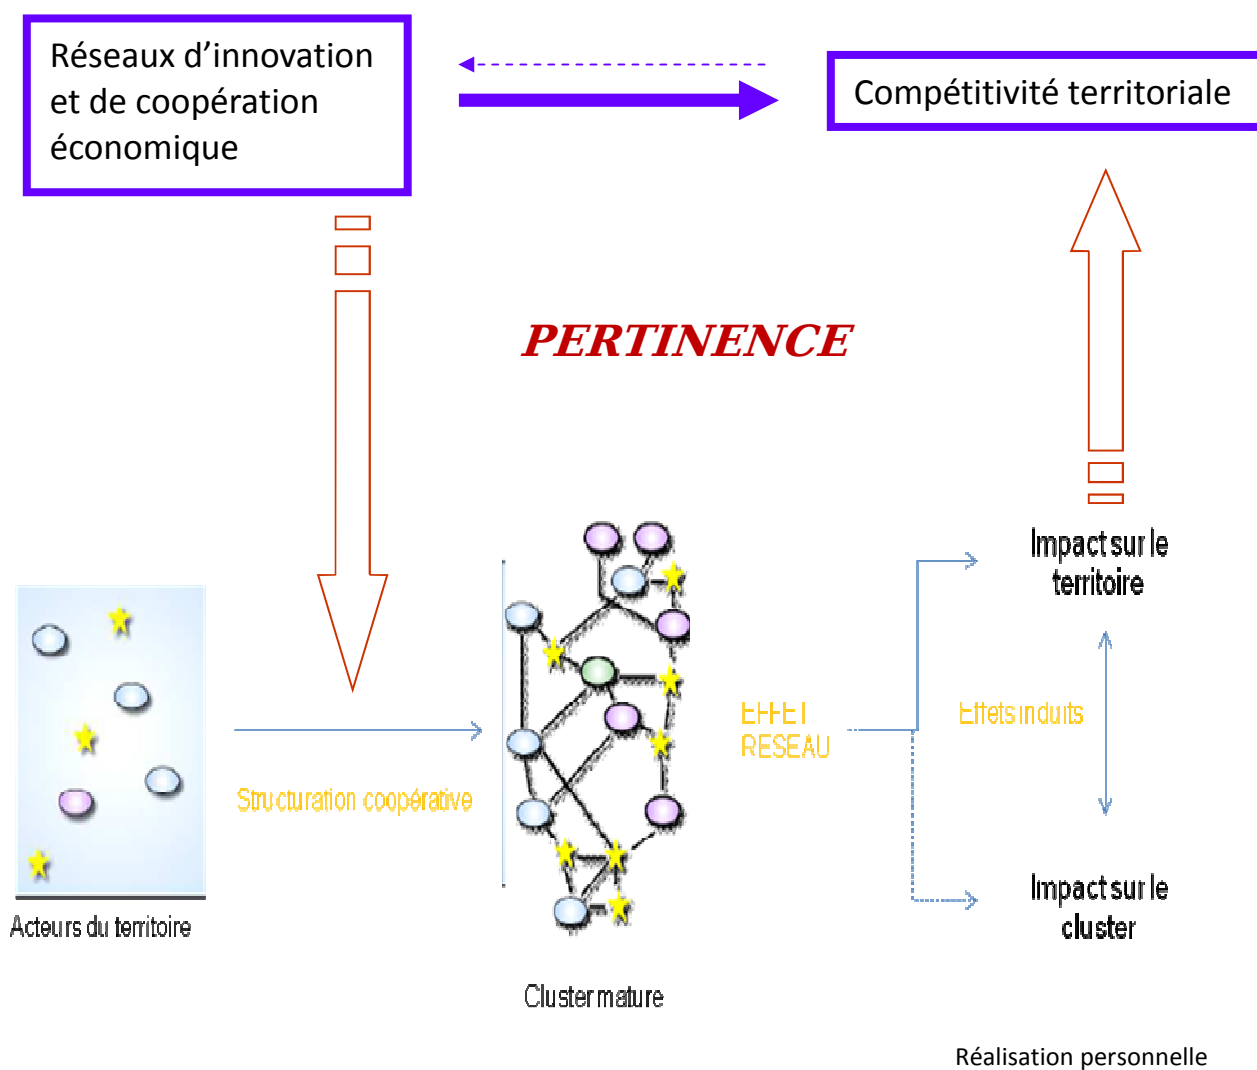 Réseaux d’innovation
et de coopération
économique
Compétitivité territoriale
PERTINENCE
Impact sur le
territoire
EFFET
RESEAU
Effets induits
Structuration coopérative
Impact sur le
cluster
Acteurs du territoire
Cluster mature
Réalisation personnelle